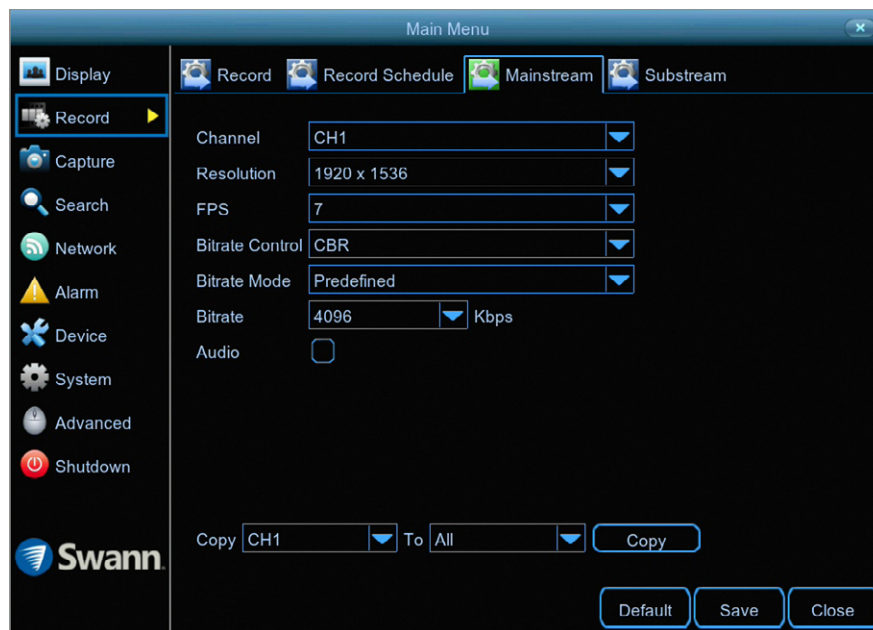 Main Menu
Display
Record
Capture
Search
Network
Alarm
Device
System
Advanced
Shutdown
Swann
Record Record Schedule Mainstream Substream
Channel CH1
Resolution 1920 x 1536
FPS 7
Bitrate Control CBR
Bitrate Mode Predefined
Bitrate 4096 Kbps
Audio
Copy CH1 To All Copy
Default Save Close